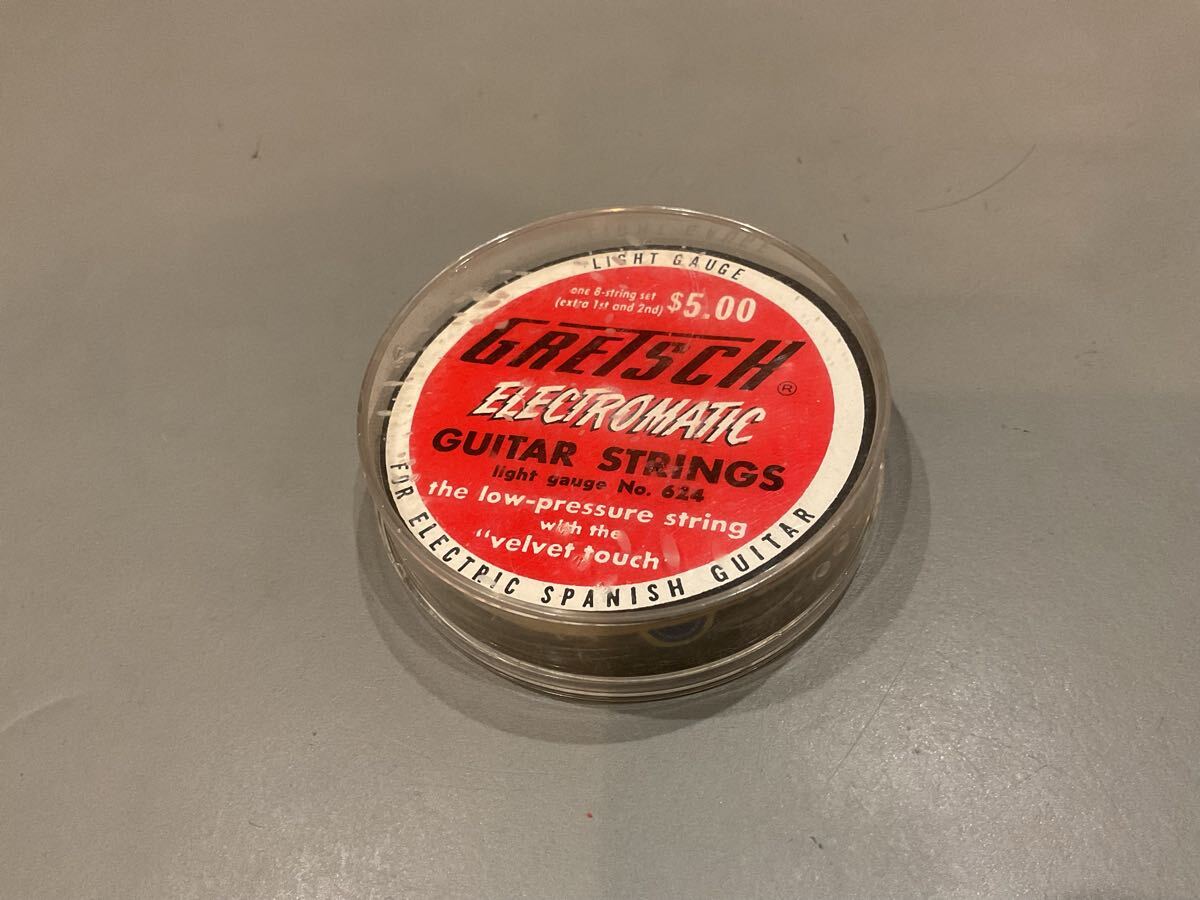 LIGHT GAUGE
one 8-string set
(extra 1st and 2nd) $5.00
GRETSCH ®
ELECTROMATIC
GUITAR STRINGS
light gauge No. 624
the low-pressure string
with the
"velvet touch
FOR ELECTRIC SPANISH GUITAR